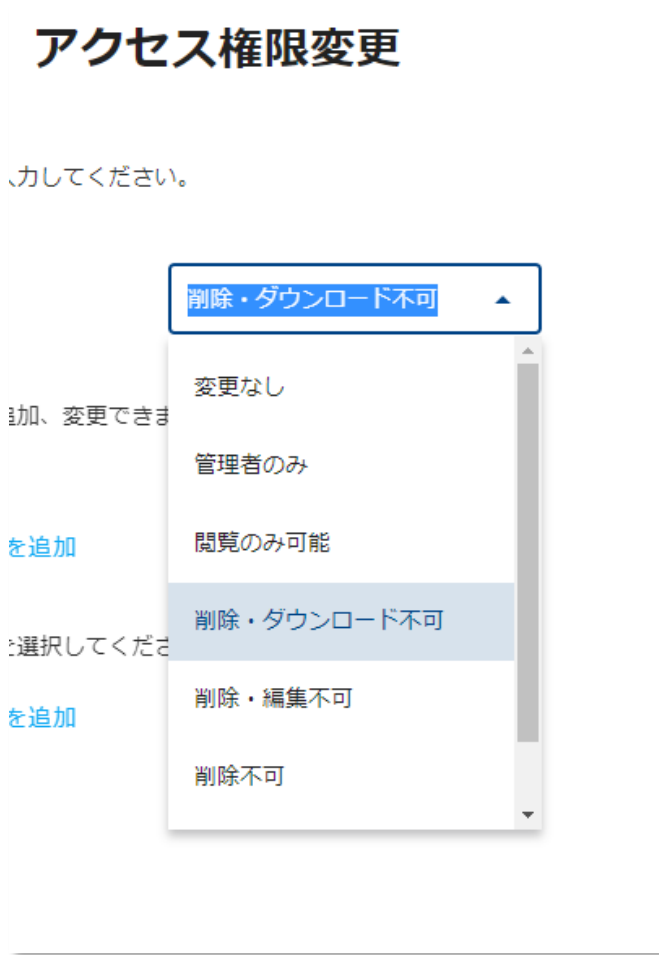 アクセス権限変更
入力してください。
削除・ダウンロード不可
変更なし
追加、変更できま
管理者のみ
閲覧のみ可能
を追加
削除・ダウンロード不可
を選択してくださ
削除・編集不可
を追加
削除不可